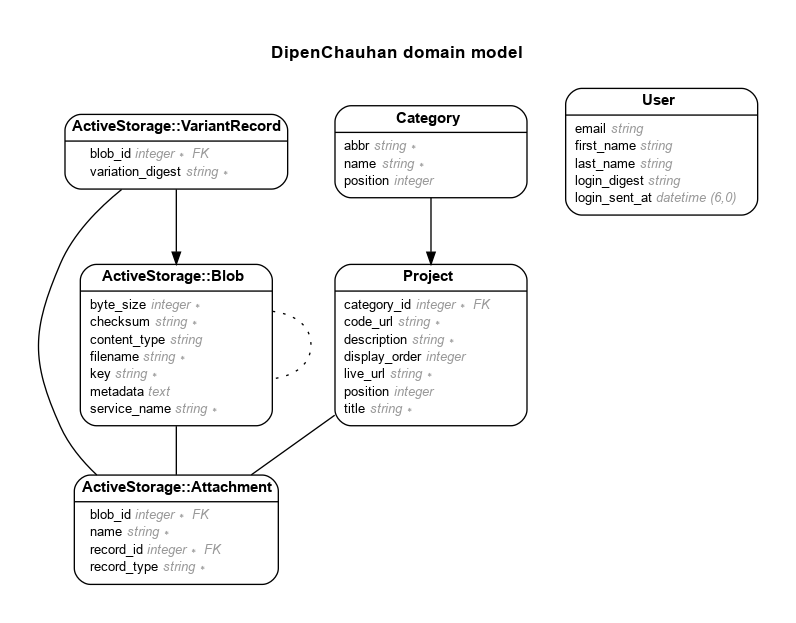 DipenChauhan domain model
ActiveStorage::VariantRecord
blob_id integer ∗ FK
variation_digest string ∗
Category
abbr string ∗
name string ∗
position integer
User
email string
first_name string
last_name string
login_digest string
login_sent_at datetime (6,0)
ActiveStorage::Blob
byte_size integer ∗
checksum string ∗
content_type string
filename string ∗
key string ∗
metadata text
service_name string ∗
Project
category_id integer ∗ FK
code_url string ∗
description string ∗
display_order integer
live_url string ∗
position integer
title string ∗
ActiveStorage::Attachment
blob_id integer ∗ FK
name string ∗
record_id integer ∗ FK
record_type string ∗